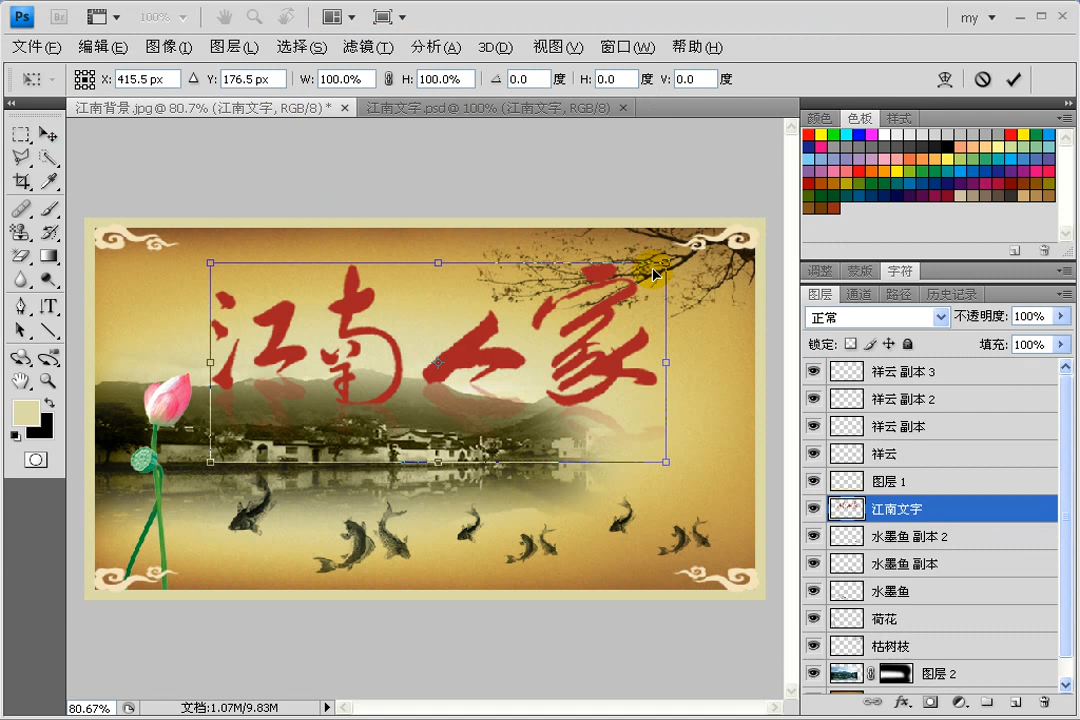 Ps Br 100% my
文件(F) 编辑(E) 图像(I) 图层(L) 选择(S) 滤镜(T) 分析(A) 3D(D) 视图(V) 窗口(W) 帮助(H)
X: 415.5 px Y: 176.5 px W: 100.0% H: 100.0% 0.0 度 H: 0.0 度 V: 0.0 度
江南背景.jpg @ 80.7% (江南文字, RGB/8) * × 江南文字.psd @ 100% (江南文字, RGB/8) ×
颜色 色板 样式
江南人家
调整 蒙版 字符
图层 通道 路径 历史记录
正常 不透明度: 100%
锁定: 填充: 100%
祥云 副本 3
祥云 副本 2
祥云 副本
祥云
图层 1
江南文字
水墨鱼 副本 2
水墨鱼 副本
水墨鱼
荷花
枯树枝
图层 2
80.67% 文档:1.07M/9.83M